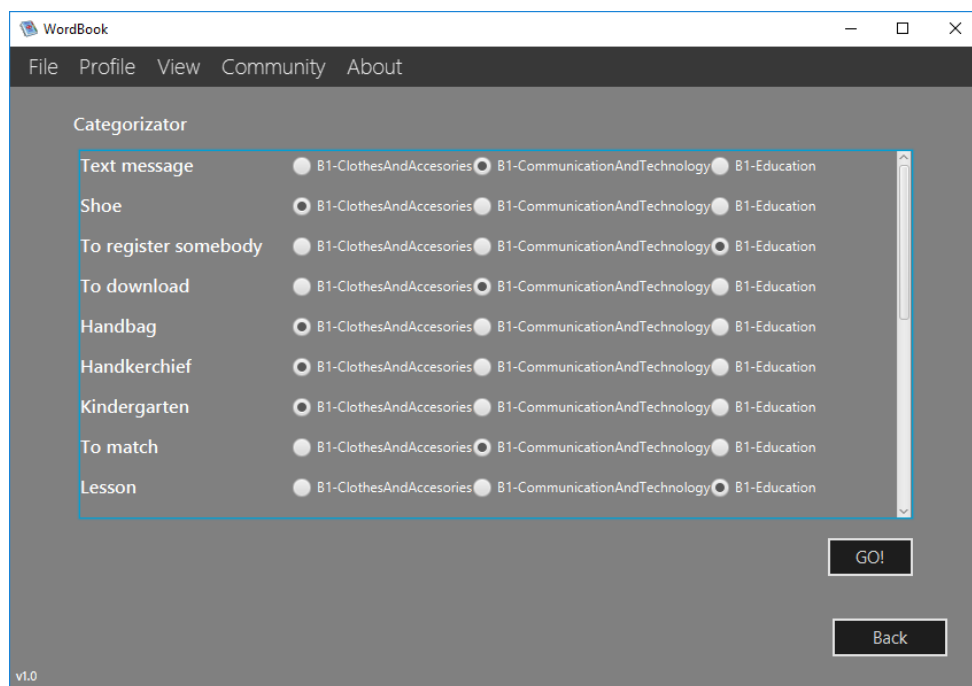 WordBook
File Profile View Community About
Categorizator
Text message B1-ClothesAndAccesories B1-CommunicationAndTechnology B1-Education
Shoe B1-ClothesAndAccesories B1-CommunicationAndTechnology B1-Education
To register somebody B1-ClothesAndAccesories B1-CommunicationAndTechnology B1-Education
To download B1-ClothesAndAccesories B1-CommunicationAndTechnology B1-Education
Handbag B1-ClothesAndAccesories B1-CommunicationAndTechnology B1-Education
Handkerchief B1-ClothesAndAccesories B1-CommunicationAndTechnology B1-Education
Kindergarten B1-ClothesAndAccesories B1-CommunicationAndTechnology B1-Education
To match B1-ClothesAndAccesories B1-CommunicationAndTechnology B1-Education
Lesson B1-ClothesAndAccesories B1-CommunicationAndTechnology B1-Education
GO!
Back
v1.0